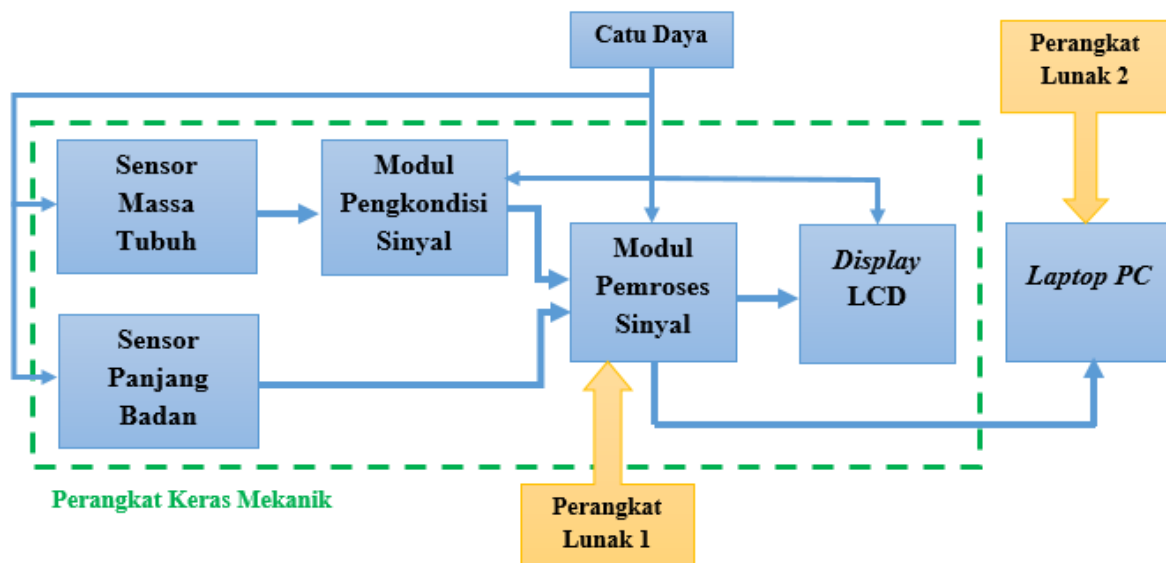 Catu Daya
Perangkat
Lunak 2
Sensor
Massa
Tubuh
Modul
Pengkondisi
Sinyal
Modul
Pemroses
Sinyal
Display
LCD
Laptop PC
Sensor
Panjang
Badan
Perangkat Keras Mekanik
Perangkat
Lunak 1